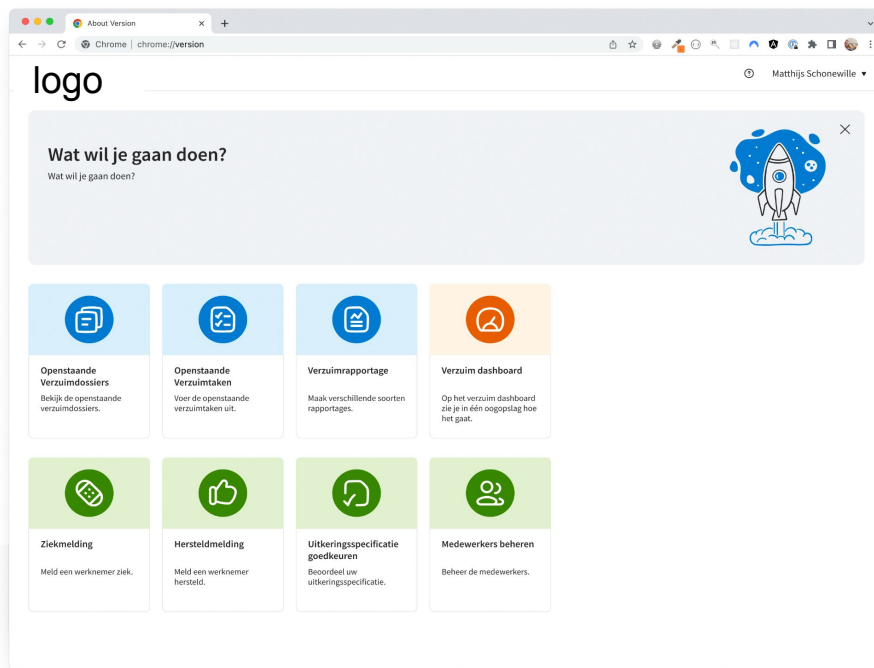 About Version
Chrome | chrome://version
logo
Matthijs Schonewille
Wat wil je gaan doen?
Wat wil je gaan doen?
Openstaande
Verzuimdossiers
Bekijk de openstaande
verzuimdossiers.
Openstaande
Verzuimtaken
Voer de openstaande
verzuimtaken uit.
Verzuimrapportage
Maak verschillende soorten
rapportages.
Verzuim dashboard
Op het verzuim dashboard
zie je in één oogopslag hoe
het gaat.
Ziekmelding
Meld een werknemer ziek.
Hersteldmelding
Meld een werknemer
hersteld.
Uitkeringsspecificatie
goedkeuren
Beoordeel uw
uitkeringsspecificatie.
Medewerkers beheren
Beheer de medewerkers.